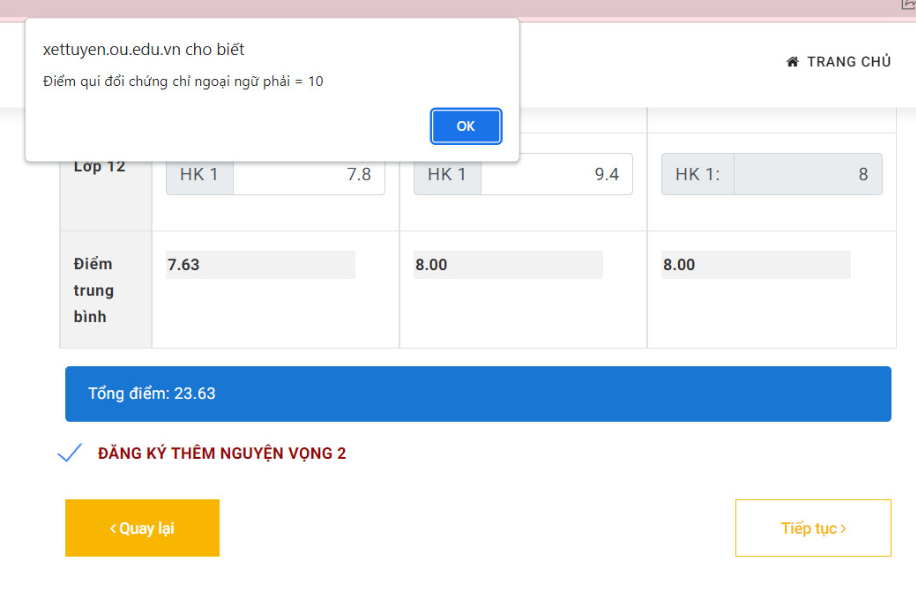 xettuyen.ou.edu.vn cho biết
Điểm qui đổi chứng chỉ ngoại ngữ phải = 10
OK
TRANG CHỦ
Lớp 12
HK 1 7.8
HK 1 9.4
HK 1: 8
Điểm trung bình
7.63
8.00
8.00
Tổng điểm: 23.63
ĐĂNG KÝ THÊM NGUYỆN VỌNG 2
‹ Quay lại
Tiếp tục ›